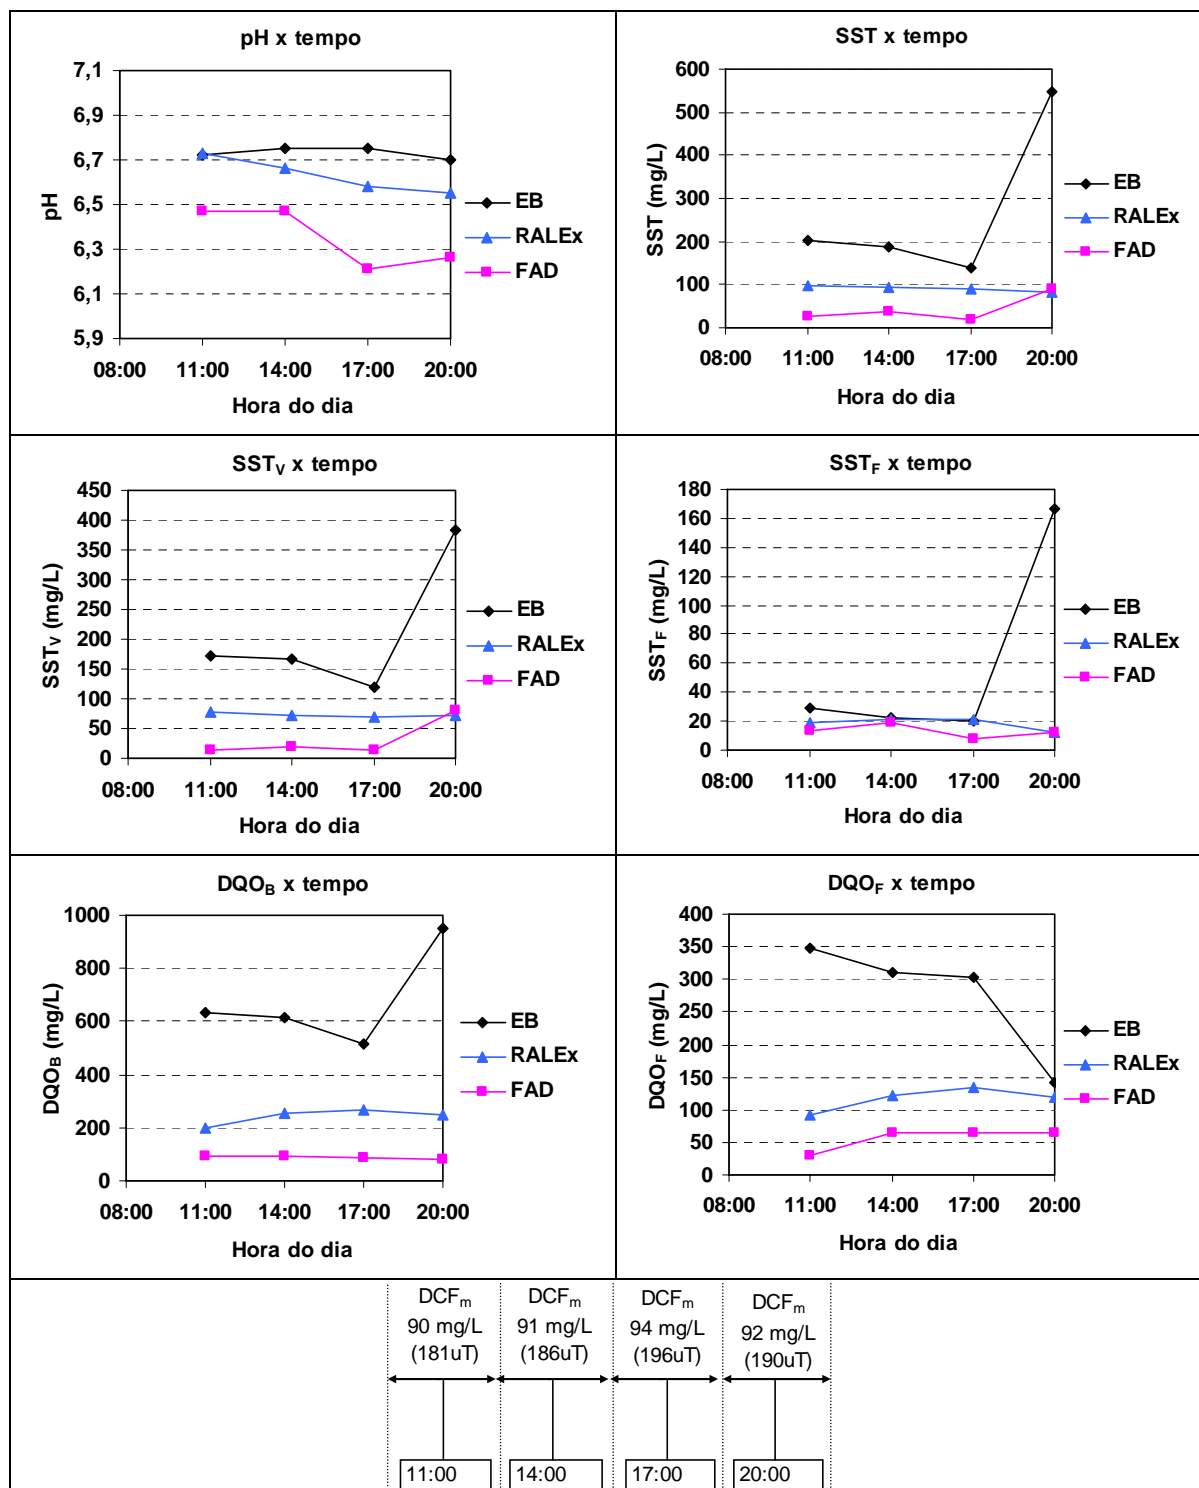 pH x tempo
7,1
6,9
6,7
6,5
6,3
6,1
5,9
pH
08:00 11:00 14:00 17:00 20:00
Hora do dia
EB
RALEx
FAD
SST x tempo
600
500
400
300
200
100
0
SST (mg/L)
08:00 11:00 14:00 17:00 20:00
Hora do dia
EB
RALEx
FAD
SSTV x tempo
450
400
350
300
250
200
150
100
50
0
SSTV (mg/L)
08:00 11:00 14:00 17:00 20:00
Hora do dia
EB
RALEx
FAD
SSTF x tempo
180
160
140
120
100
80
60
40
20
0
SSTF (mg/L)
08:00 11:00 14:00 17:00 20:00
Hora do dia
EB
RALEx
FAD
DQOB x tempo
1000
800
600
400
200
0
DQOB (mg/L)
08:00 11:00 14:00 17:00 20:00
Hora do dia
EB
RALEx
FAD
DQOF x tempo
400
350
300
250
200
150
100
50
0
DQOF (mg/L)
08:00 11:00 14:00 17:00 20:00
Hora do dia
EB
RALEx
FAD
DCFm DCFm DCFm DCFm
90 mg/L 91 mg/L 94 mg/L 92 mg/L
(181uT) (186uT) (196uT) (190uT)
11:00 14:00 17:00 20:00